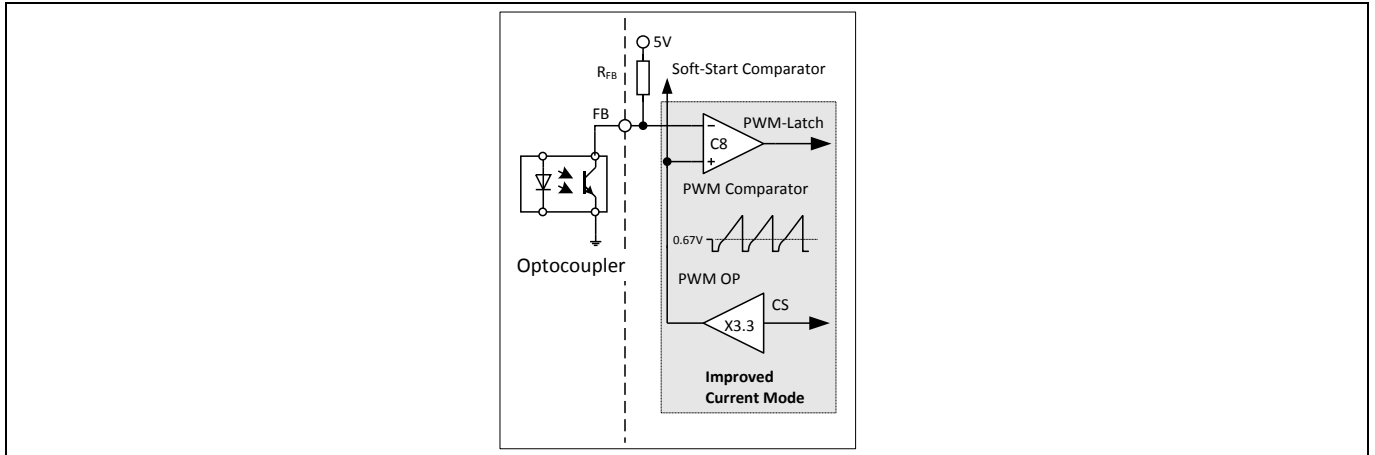 5V
R_FB
Soft-Start Comparator
FB
PWM-Latch
−
C8
+
PWM Comparator
0.67V
Optocoupler
PWM OP
CS
X3.3
Improved
Current Mode